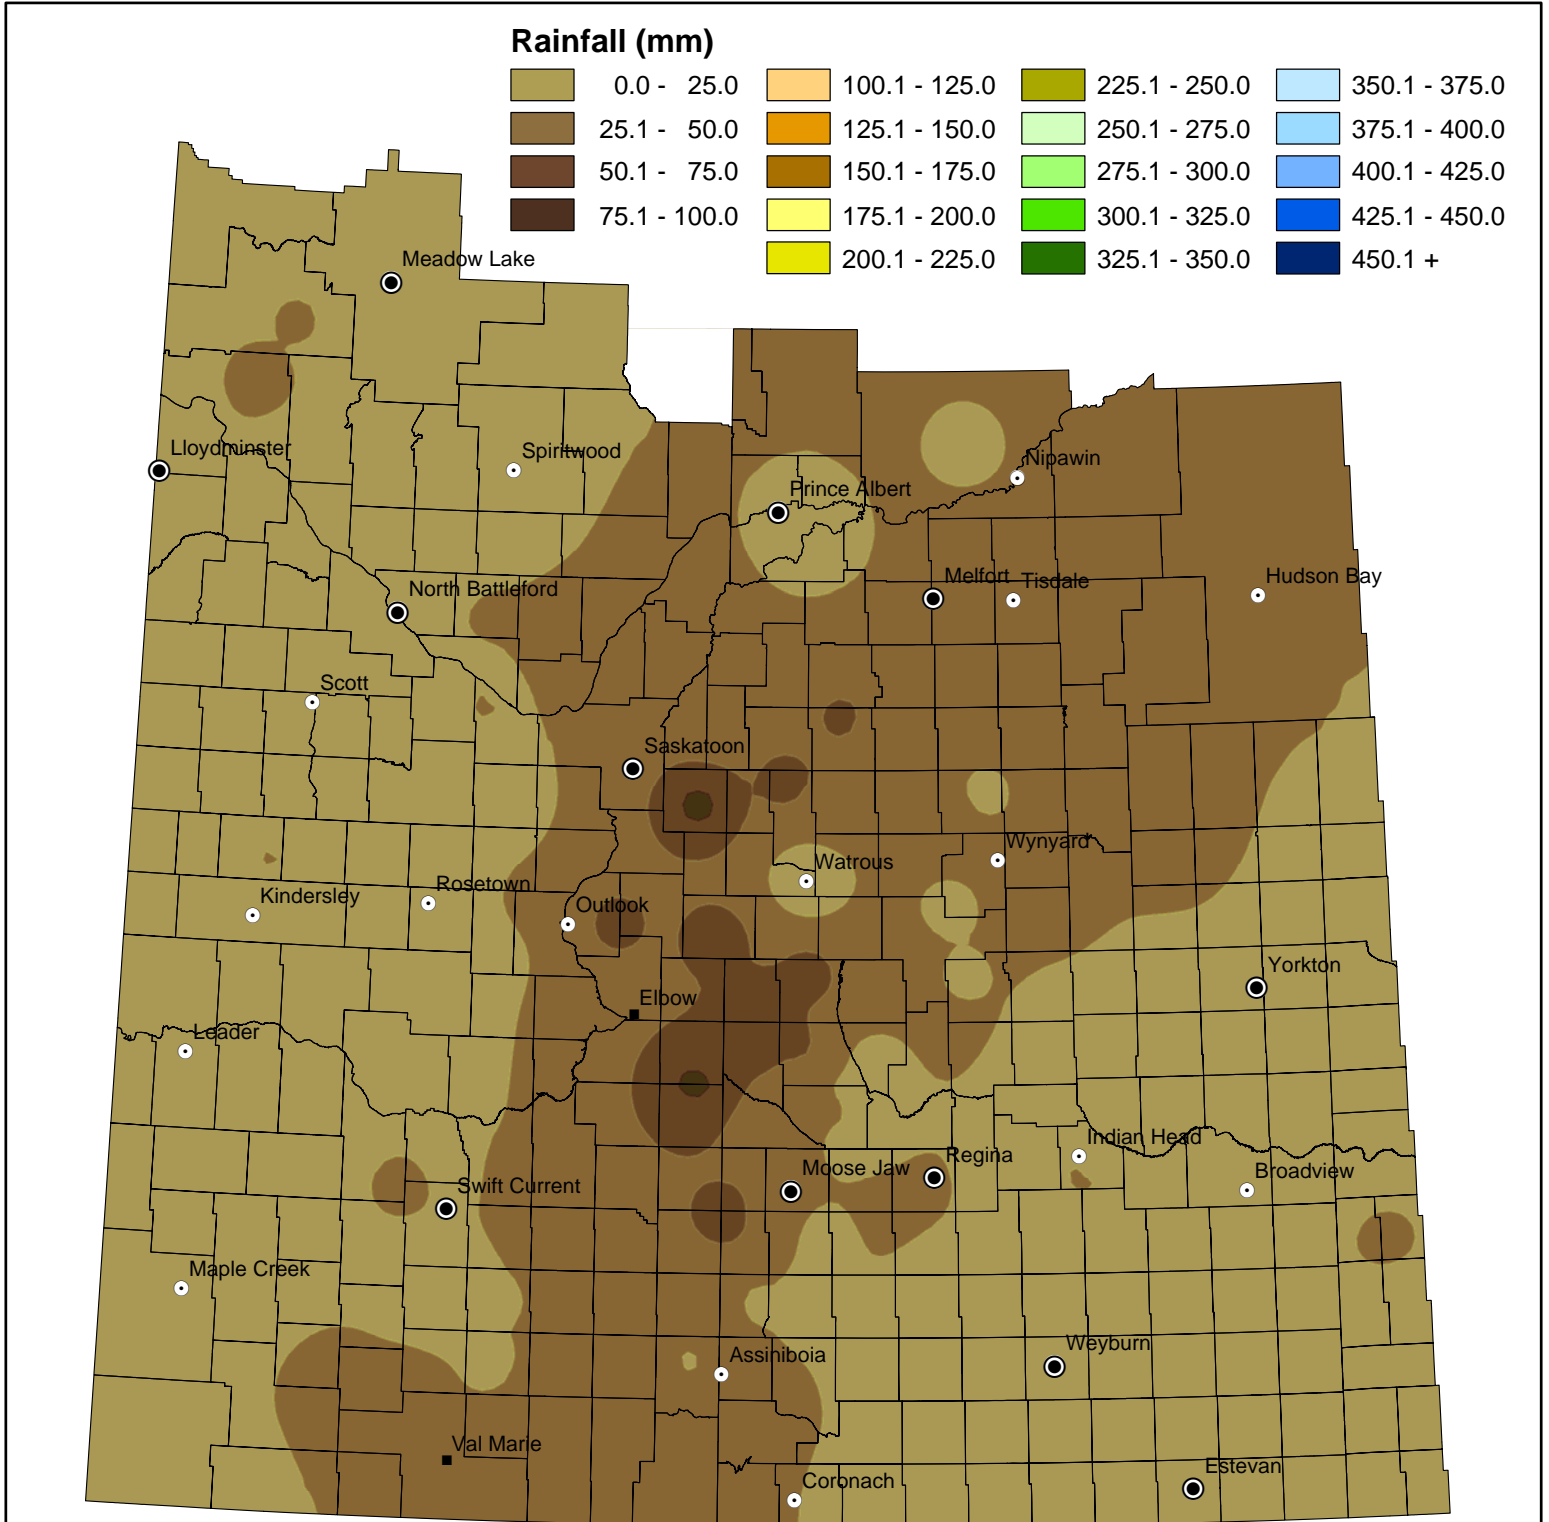 Rainfall (mm)
0.0 - 25.0
25.1 - 50.0
50.1 - 75.0
75.1 - 100.0
100.1 - 125.0
125.1 - 150.0
150.1 - 175.0
175.1 - 200.0
200.1 - 225.0
225.1 - 250.0
250.1 - 275.0
275.1 - 300.0
300.1 - 325.0
325.1 - 350.0
350.1 - 375.0
375.1 - 400.0
400.1 - 425.0
425.1 - 450.0
450.1 +
Meadow Lake
Lloydminster
Spiritwood
Nipawin
Prince Albert
Hudson Bay
Melfort
Tisdale
North Battleford
Scott
Saskatoon
Wynyard
Watrous
Rosetown
Kindersley
Outlook
Yorkton
Elbow
Leader
Indian Head
Regina
Moose Jaw
Broadview
Swift Current
Maple Creek
Weyburn
Assiniboia
Val Marie
Estevan
Coronach